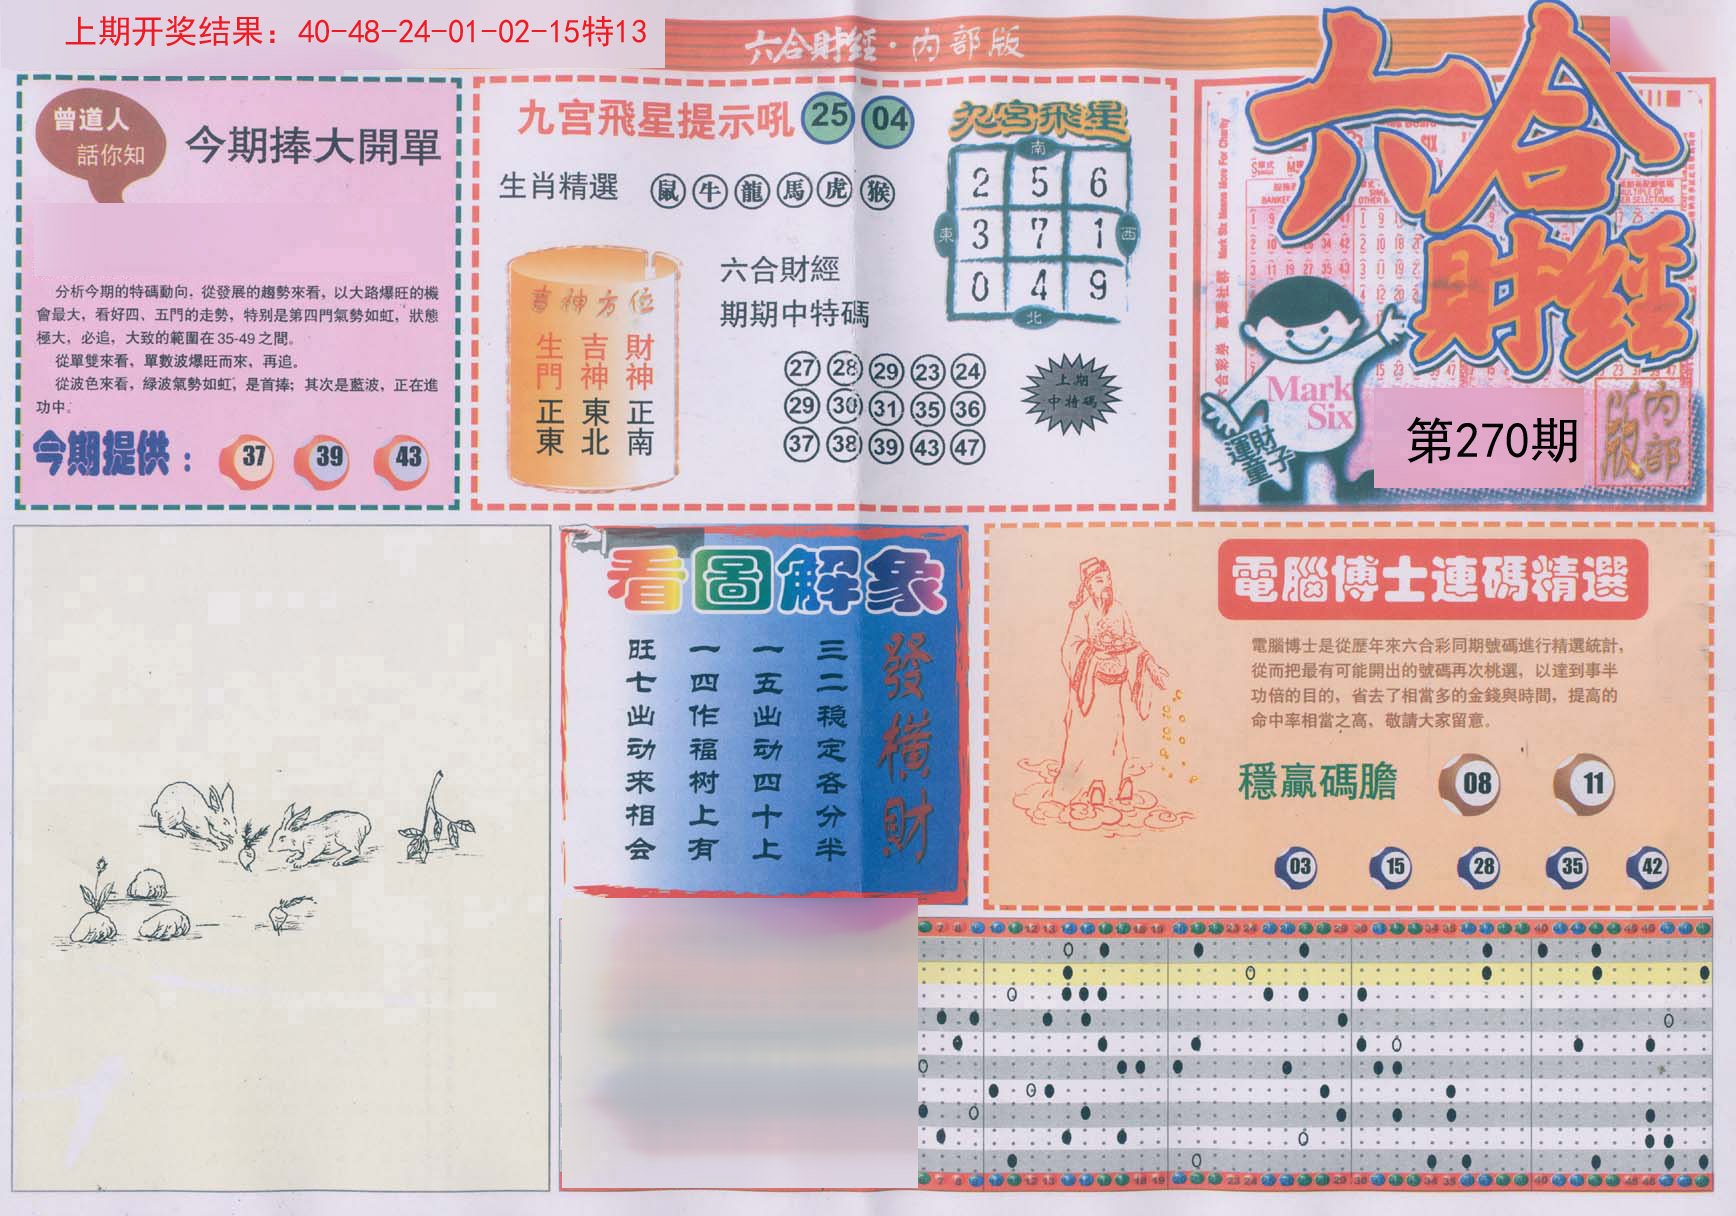 上期开奖结果：40-48-24-01-02-15特13
六合財經·内部版
曾道人
話你知
今期捧大開單
分析今期的特碼動向，從發展的趨勢來看，以大路爆旺的機
會最大，看好四、五門的走勢，特别是第四門氣勢如虹，狀態
極大，必追，大致的範圍在35-49之間。
從單雙來看，單數波爆旺而來，再追。
從波色來看，綠波氣勢如虹，是首捧；其次是藍波，正在進
功中。
今期提供： 37 39 43
九宫飛星提示吼 25 04
生肖精選 鼠 牛 龍 馬 虎 猴
喜神方位
生門 正東
吉神 東北
財神 正南
六合財經
期期中特碼
27 28 29 23 24
29 30 31 35 36
37 38 39 43 47
上期
中特碼
九宫飛星
南
2 5 6
東 3 7 1 西
0 4 9
北
六合
財經
Mark
Six
運財
童子
第270期
内部版
看圖解象
發橫財
三二稳定各分半
一五出动四十上
一四作福树上有
旺七出动来相会
電腦博士連碼精選
電腦博士是從歷年來六合彩同期號碼進行精選統計，
從而把最有可能開出的號碼再次桃選，以達到事半
功倍的目的，省去了相當多的金錢與時間，提高的
命中率相當之高、敬請大家留意。
穩贏碼膽 08 11
03 15 28 35 42